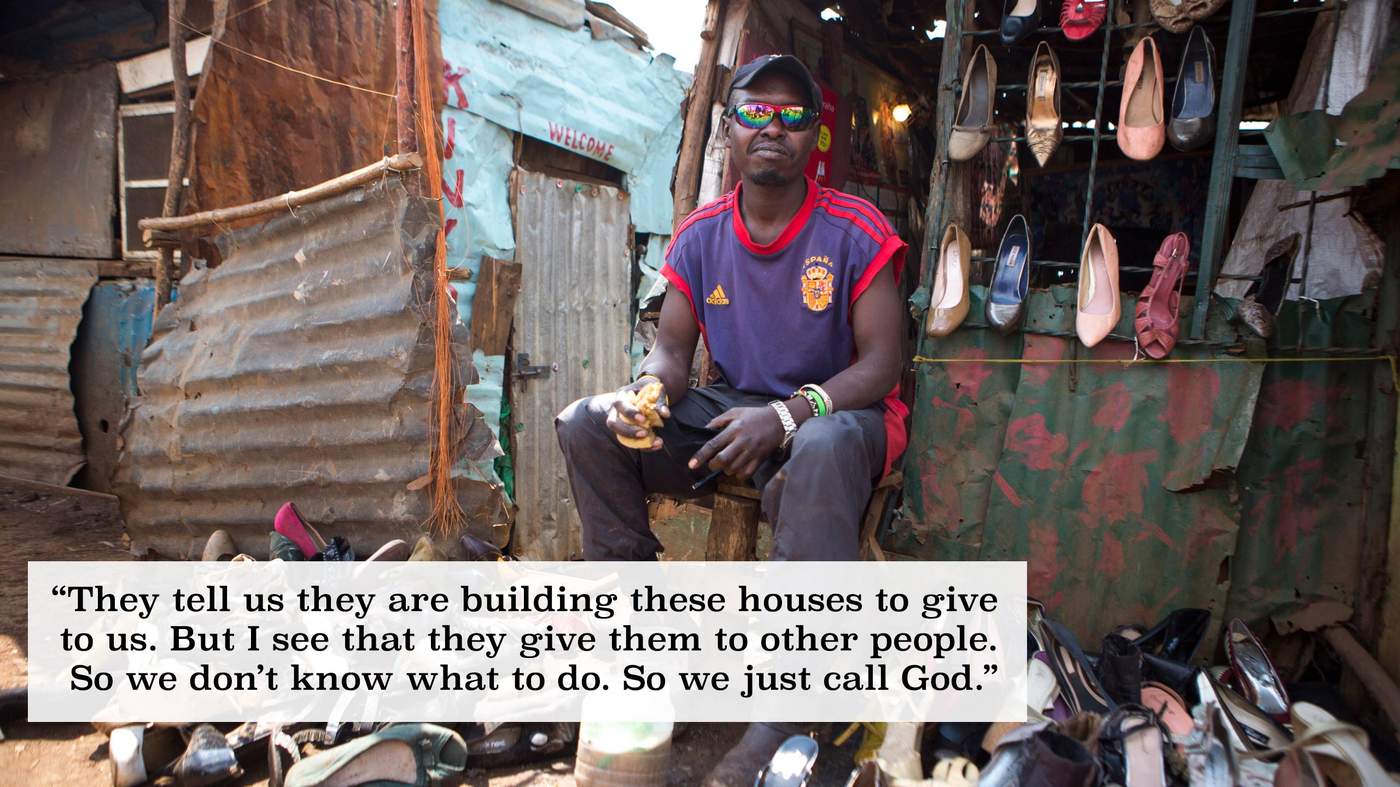 WELCOME
ESPAÑA
adidas
“They tell us they are building these houses to give
to us. But I see that they give them to other people.
So we don’t know what to do. So we just call God.”